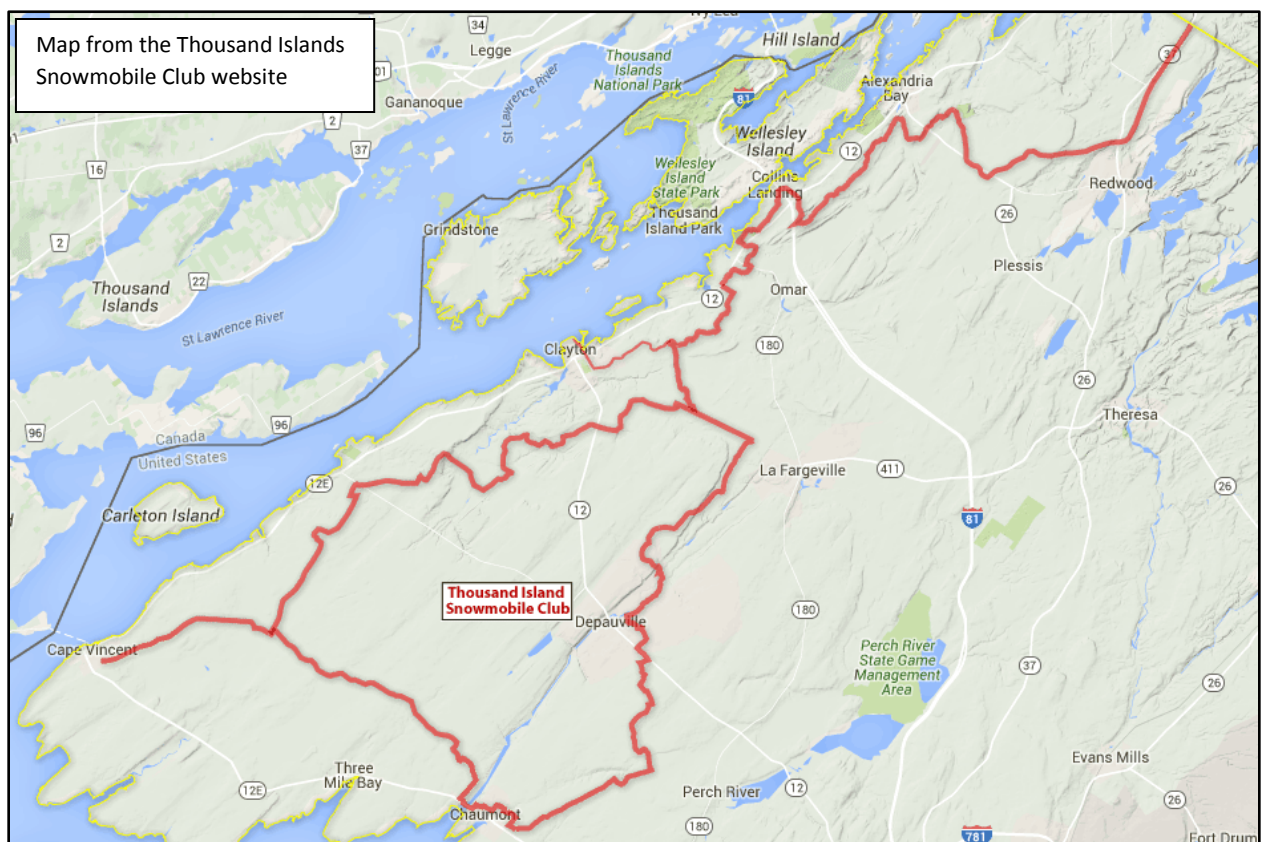 Map from the Thousand Islands
Snowmobile Club website
34
Legge
Hill Island
Thousand
Islands
National Park
01
Gananoque
St Lawrence River
81
37
Alexandria
Bay
2
Wellesley
Island
37
12
16
Wellesley
Island
State Park
Collins
Landing
Redwood
Thousand
Island Park
26
Grindstone
2
Plessis
22
Thousand
Islands
12
Omar
St Lawrence River
Clayton
180
26
Theresa
96
96
Canada
United States
La Fargeville
411
12E
26
Carleton Island
12
81
Thousand Island
Snowmobile Club
180
Depauville
Cape Vincent
Perch River
State Game
Management
Area
37
26
Evans Mills
Three
Mile Bay
12E
Perch River
12
26
Chaumont
180
781
Fort Drum